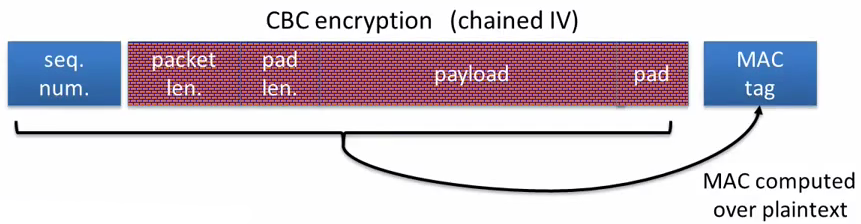 CBC encryption (chained IV)
seq. num.
packet len.
pad len.
payload
pad
MAC tag
MAC computed
over plaintext